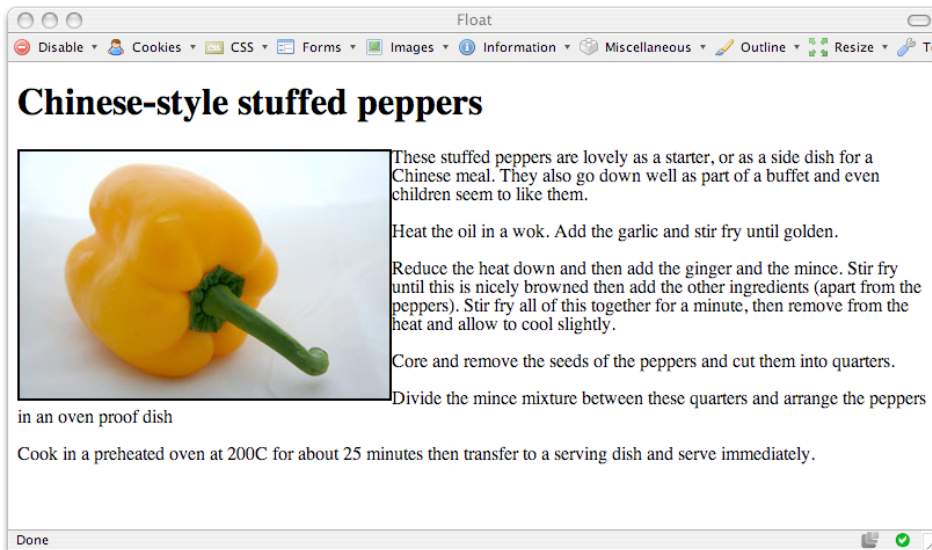 Float
Disable Cookies CSS Forms Images Information Miscellaneous Outline Resize
Chinese-style stuffed peppers
These stuffed peppers are lovely as a starter, or as a side dish for a
Chinese meal. They also go down well as part of a buffet and even
children seem to like them.
Heat the oil in a wok. Add the garlic and stir fry until golden.
Reduce the heat down and then add the ginger and the mince. Stir fry
until this is nicely browned then add the other ingredients (apart from the
peppers). Stir fry all of this together for a minute, then remove from the
heat and allow to cool slightly.
Core and remove the seeds of the peppers and cut them into quarters.
Divide the mince mixture between these quarters and arrange the peppers
in an oven proof dish
Cook in a preheated oven at 200C for about 25 minutes then transfer to a serving dish and serve immediately.
Done